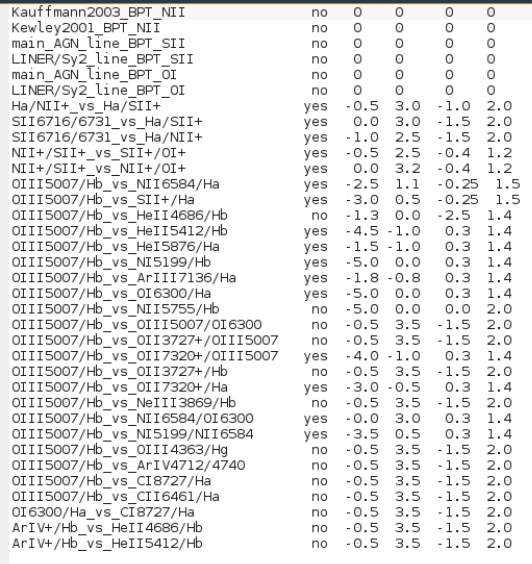 Kauffmann2003_BPT_NII no 0 0 0 0
Kewley2001_BPT_NII no 0 0 0 0
main_AGN_line_BPT_SII no 0 0 0 0
LINER/Sy2_line_BPT_SII no 0 0 0 0
main_AGN_line_BPT_OI no 0 0 0 0
LINER/Sy2_line_BPT_OI no 0 0 0 0
Ha/NII+_vs_Ha/SII+ yes -0.5 3.0 -1.0 2.0
SII6716/6731_vs_Ha/SII+ yes 0.0 3.0 -1.5 2.0
SII6716/6731_vs_Ha/NII+ yes -1.0 2.5 -1.5 2.0
NII+/SII+_vs_SII+/OI+ yes -0.5 2.5 -0.4 1.2
NII+/SII+_vs_NII+/OI+ yes 0.0 3.2 -0.4 1.2
OIII5007/Hb_vs_NII6584/Ha yes -2.5 1.1 -0.25 1.5
OIII5007/Hb_vs_SII+/Ha yes -3.0 0.5 -0.25 1.5
OIII5007/Hb_vs_HeII4686/Hb no -1.3 0.0 -2.5 1.4
OIII5007/Hb_vs_HeII5412/Hb yes -4.5 -1.0 0.3 1.4
OIII5007/Hb_vs_HeI5876/Ha yes -1.5 -1.0 0.3 1.4
OIII5007/Hb_vs_NI5199/Hb yes -5.0 0.0 0.3 1.4
OIII5007/Hb_vs_ArIII7136/Ha yes -1.8 -0.8 0.3 1.4
OIII5007/Hb_vs_OI6300/Ha yes -5.0 0.0 0.3 1.4
OIII5007/Hb_vs_NII5755/Hb no -5.0 0.0 0.0 2.0
OIII5007/Hb_vs_OIII5007/OI6300 no -0.5 3.5 -1.5 2.0
OIII5007/Hb_vs_OII3727+/OIII5007 no -0.5 3.5 -1.5 2.0
OIII5007/Hb_vs_OII7320+/OIII5007 yes -4.0 -1.0 0.3 1.4
OIII5007/Hb_vs_OII3727+/Hb no -0.5 3.5 -1.5 2.0
OIII5007/Hb_vs_OII7320+/Ha yes -3.0 -0.5 0.3 1.4
OIII5007/Hb_vs_NeIII3869/Hb no -0.5 3.5 -1.5 2.0
OIII5007/Hb_vs_NII6584/OI6300 yes -0.0 3.0 0.3 1.4
OIII5007/Hb_vs_NI5199/NII6584 yes -3.5 0.5 0.3 1.4
OIII5007/Hb_vs_OIII4363/Hg no -0.5 3.5 -1.5 2.0
OIII5007/Hb_vs_ArIV4712/4740 no -0.5 3.5 -1.5 2.0
OIII5007/Hb_vs_CI8727/Ha no -0.5 3.5 -1.5 2.0
OIII5007/Hb_vs_CII6461/Ha no -0.5 3.5 -1.5 2.0
OI6300/Ha_vs_CI8727/Ha no -0.5 3.5 -1.5 2.0
ArIV+/Hb_vs_HeII4686/Hb no -0.5 3.5 -1.5 2.0
ArIV+/Hb_vs_HeII5412/Hb no -0.5 3.5 -1.5 2.0